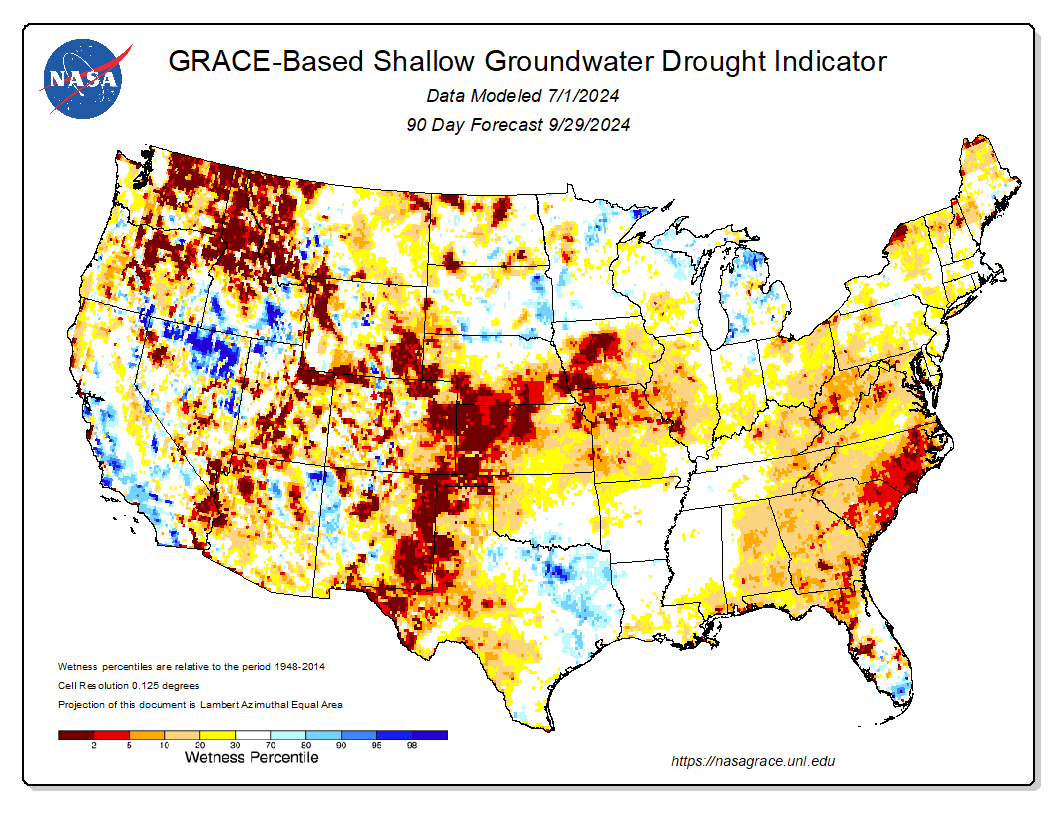 NASA
GRACE-Based Shallow Groundwater Drought Indicator
Data Modeled 7/1/2024
90 Day Forecast 9/29/2024
Wetness percentiles are relative to the period 1948-2014
Cell Resolution 0.125 degrees
Projection of this document is Lambert Azimuthal Equal Area
2 5 10 20 30 70 80 90 95 98
Wetness Percentile
https://nasagrace.unl.edu